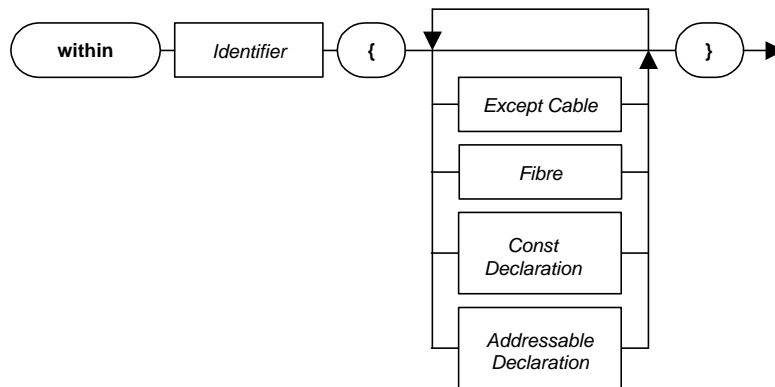 within
Identifier
{
}
Except Cable
Fibre
Const
Declaration
Addressable
Declaration